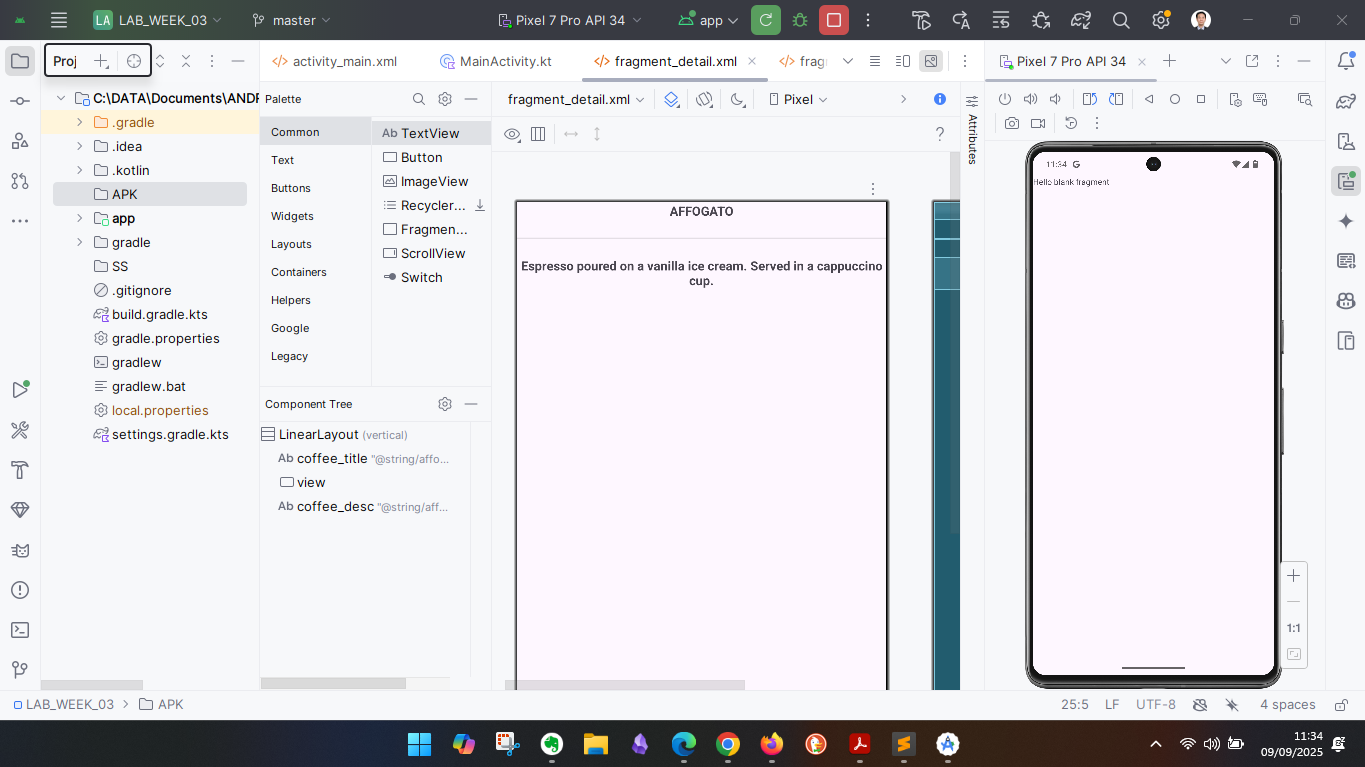 LA LAB_WEEK_03
master
Pixel 7 Pro API 34
app
Proj
activity_main.xml
MainActivity.kt
fragment_detail.xml
frag
Pixel 7 Pro API 34
C:\DATA\Documents\ANDR
.gradle
.idea
.kotlin
APK
app
gradle
SS
.gitignore
build.gradle.kts
gradle.properties
gradlew
gradlew.bat
local.properties
settings.gradle.kts
Palette
Common
Text
Buttons
Widgets
Layouts
Containers
Helpers
Google
Legacy
Ab TextView
Button
ImageView
Recycler...
Fragmen...
ScrollView
Switch
Component Tree
LinearLayout (vertical)
Ab coffee_title "@string/affo...
view
Ab coffee_desc "@string/aff...
fragment_detail.xml
Pixel
?
Attributes
AFFOGATO
Espresso poured on a vanilla ice cream. Served in a cappuccino
cup.
11:34 G
Hello blank fragment
1:1
LAB_WEEK_03 > APK
25:5 LF UTF-8 4 spaces
11:34
09/09/2025